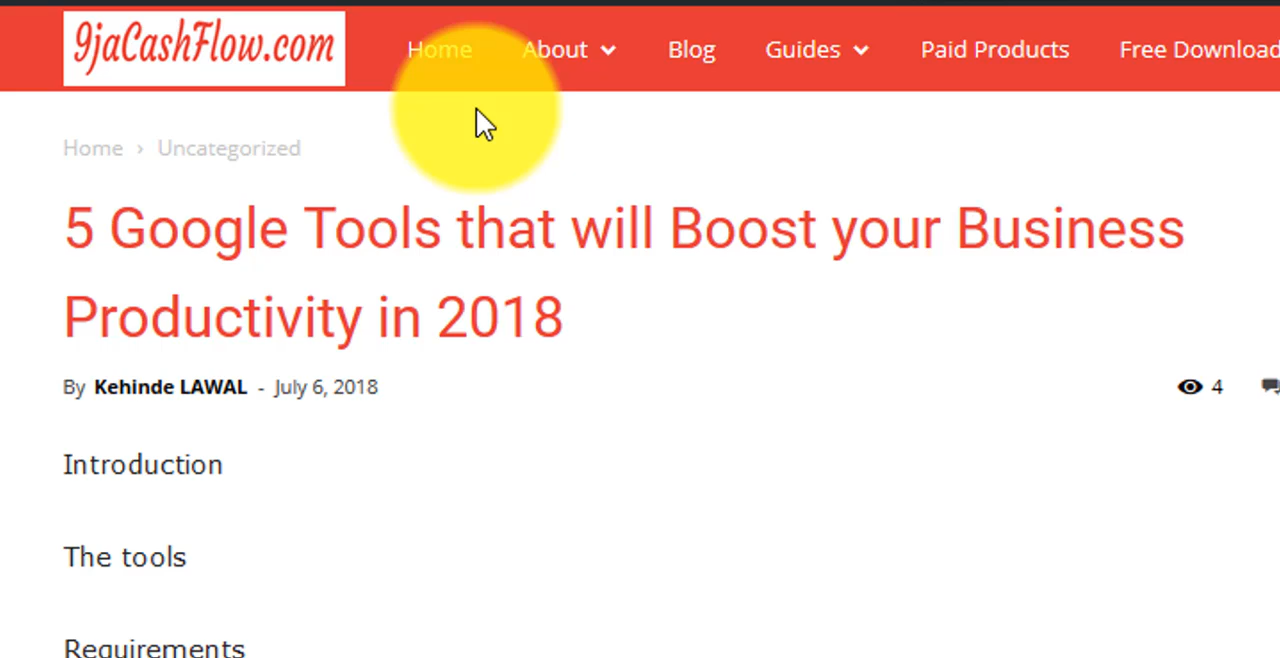 9jaCashFlow.com
Home About Blog Guides Paid Products Free Download
Home › Uncategorized
5 Google Tools that will Boost your Business
Productivity in 2018
By Kehinde LAWAL - July 6, 2018 4
Introduction
The tools
Requirements